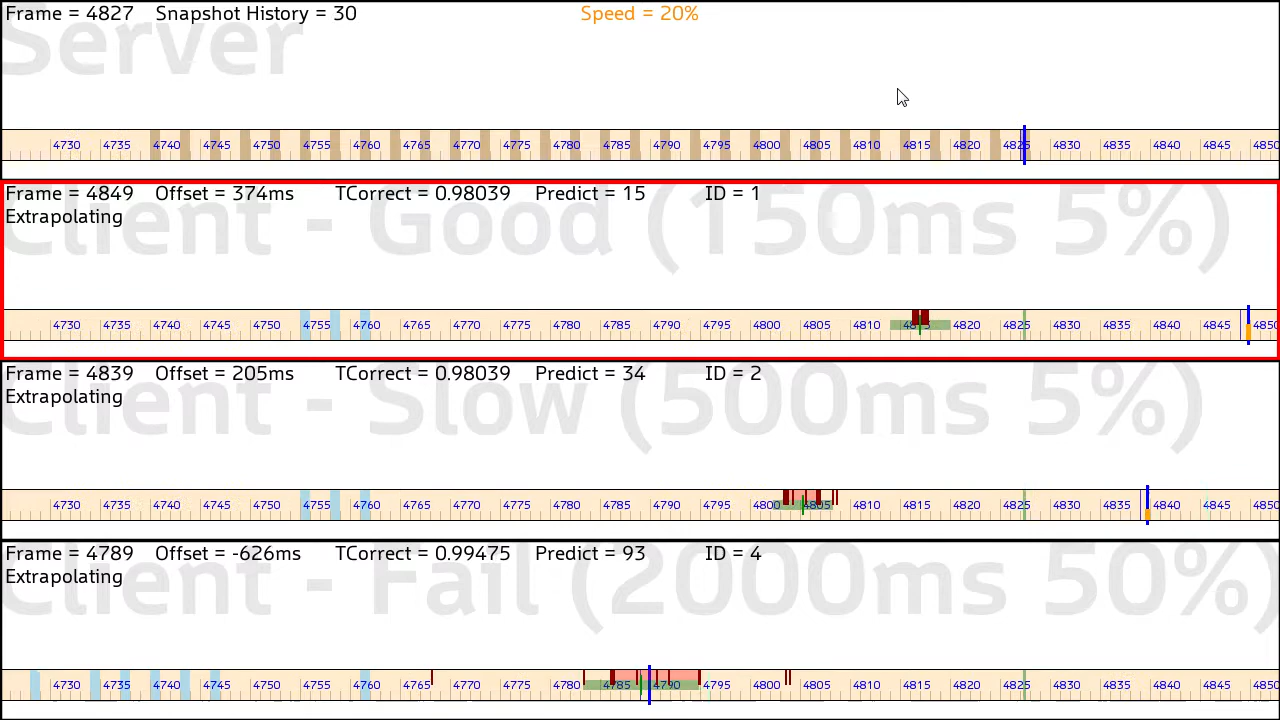 Frame = 4827 Snapshot History = 30 Speed = 20%
Server
4730 4735 4740 4745 4750 4755 4760 4765 4770 4775 4780 4785 4790 4795 4800 4805 4810 4815 4820 4825 4830 4835 4840 4845 4850
Frame = 4849 Offset = 374ms TCorrect = 0.98039 Predict = 15 ID = 1
Extrapolating
Client - Good (150ms 5%)
4730 4735 4740 4745 4750 4755 4760 4765 4770 4775 4780 4785 4790 4795 4800 4805 4810 4815 4820 4825 4830 4835 4840 4845 4850
Frame = 4839 Offset = 205ms TCorrect = 0.98039 Predict = 34 ID = 2
Extrapolating
Client - Slow (500ms 5%)
4730 4735 4740 4745 4750 4755 4760 4765 4770 4775 4780 4785 4790 4795 4800 4805 4810 4815 4820 4825 4830 4835 4840 4845 4850
Frame = 4789 Offset = -626ms TCorrect = 0.99475 Predict = 93 ID = 4
Extrapolating
Client - Fail (2000ms 50%)
4730 4735 4740 4745 4750 4755 4760 4765 4770 4775 4780 4785 4790 4795 4800 4805 4810 4815 4820 4825 4830 4835 4840 4845 4850